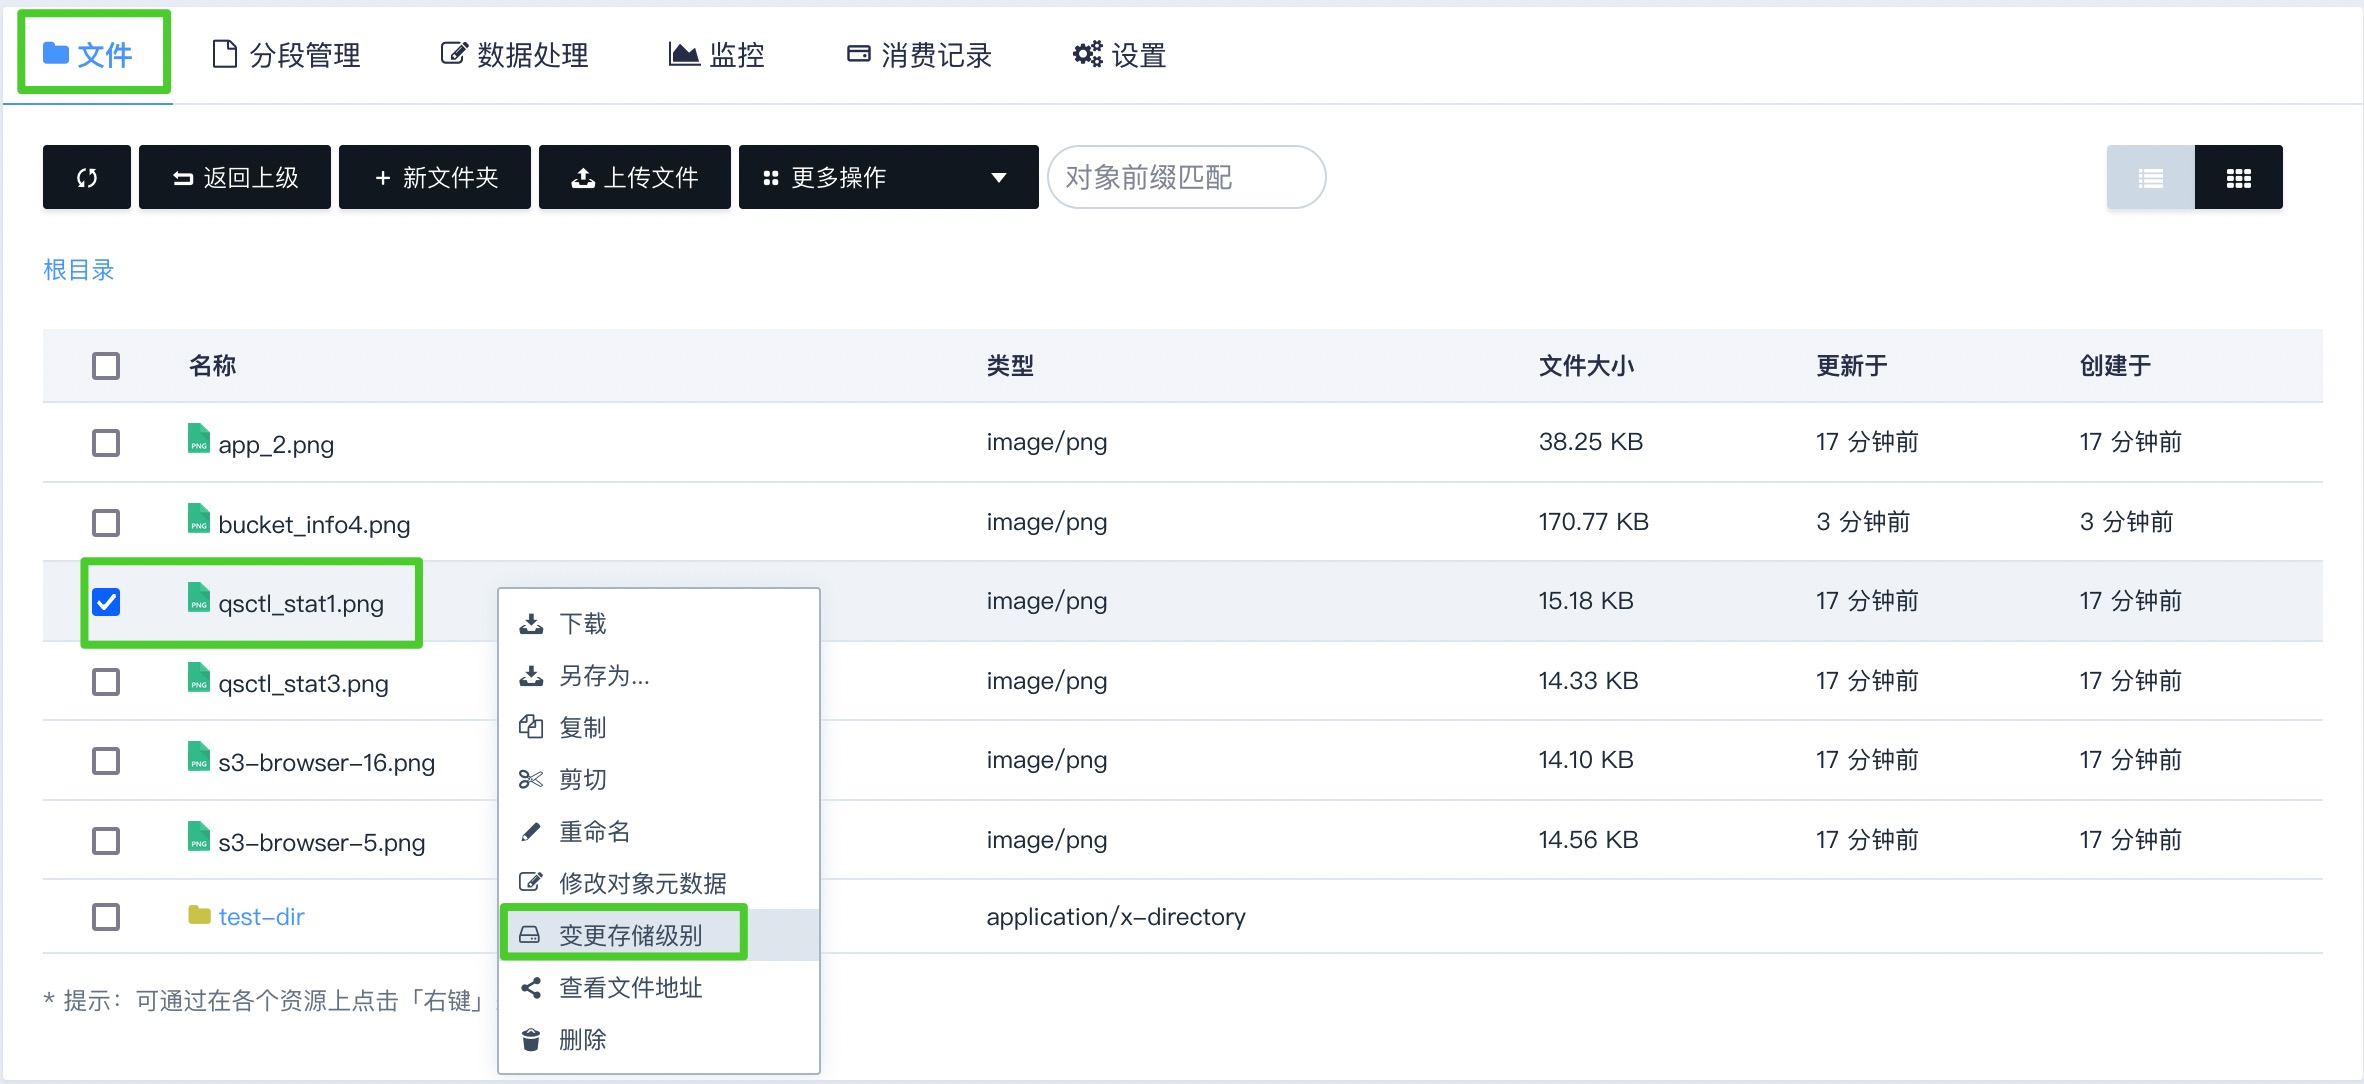 文件 分段管理 数据处理 监控 消费记录 设置
返回上级 + 新文件夹 上传文件 更多操作 对象前缀匹配
根目录
名称 类型 文件大小 更新于 创建于
PNG app_2.png image/png 38.25 KB 17 分钟前 17 分钟前
PNG bucket_info4.png image/png 170.77 KB 3 分钟前 3 分钟前
PNG qsctl_stat1.png image/png 15.18 KB 17 分钟前 17 分钟前
PNG qsctl_stat3.png image/png 14.33 KB 17 分钟前 17 分钟前
PNG s3-browser-16.png image/png 14.10 KB 17 分钟前 17 分钟前
PNG s3-browser-5.png image/png 14.56 KB 17 分钟前 17 分钟前
test-dir application/x-directory
* 提示：可通过在各个资源上点击「右键」
下载
另存为...
复制
剪切
重命名
修改对象元数据
变更存储级别
查看文件地址
删除